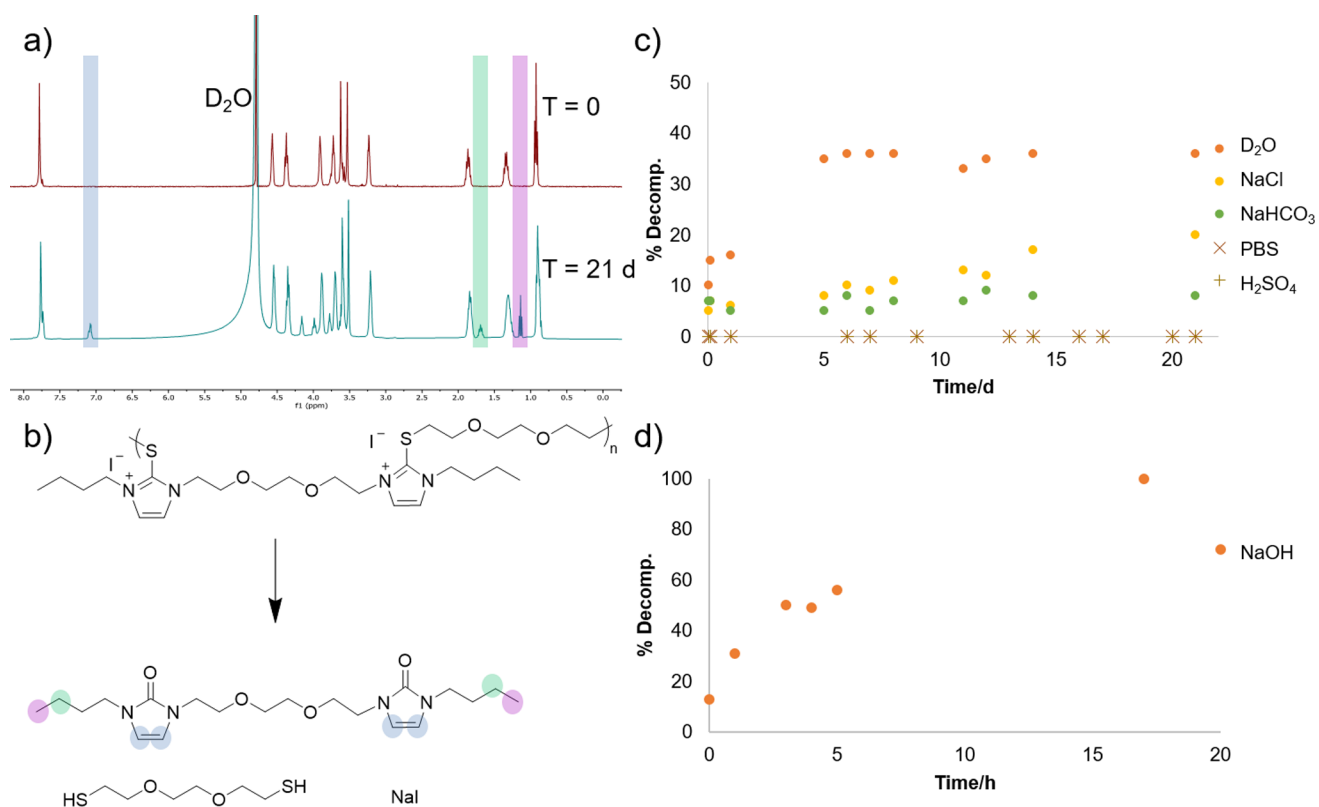 a)
D₂O
T = 0
T = 21 d
8.0 7.5 7.0 6.5 6.0 5.5 5.0 4.5 4.0 3.5 3.0 2.5 2.0 1.5 1.0 0.5 0.0
f1 (ppm)
b)
I⁻ S I⁻ S O O n
N + N O O N + N
O O
N N O O N N
HS O O SH NaI
c)
50
40
30
20
10
0
% Decomp.
0 5 10 15 20
Time/d
D₂O
NaCl
NaHCO₃
PBS
H₂SO₄
d)
100
80
60
40
20
0
% Decomp.
0 5 10 15 20
Time/h
NaOH